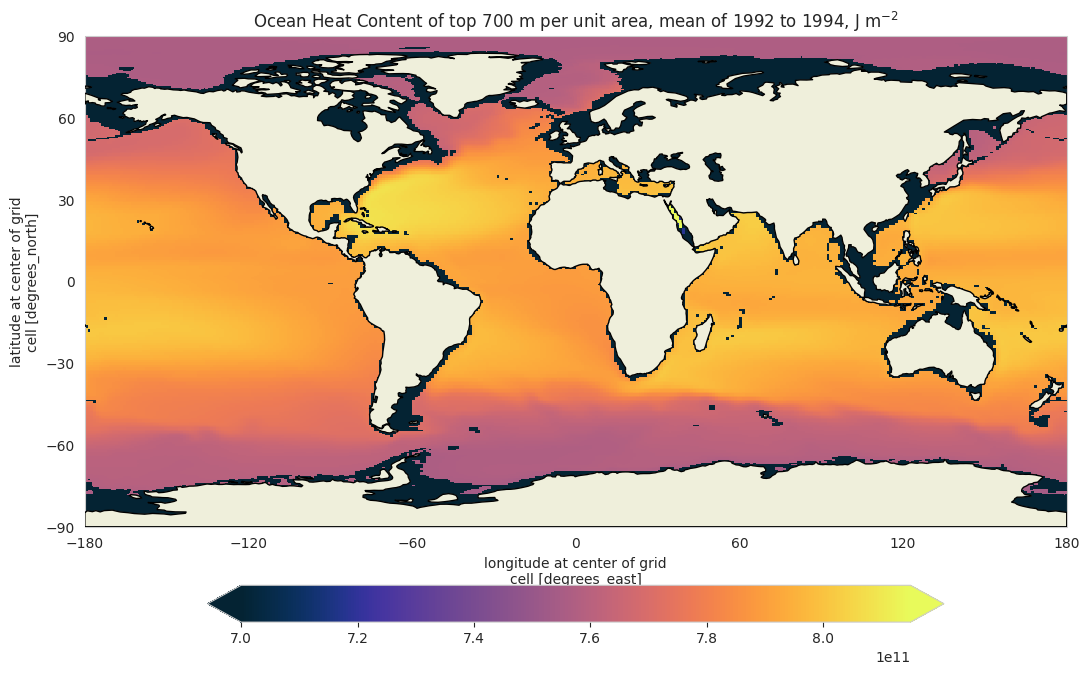 Ocean Heat Content of top 700 m per unit area, mean of 1992 to 1994, J m⁻²
90
60
30
0
−30
−60
−90
latitude at center of grid
cell [degrees_north]
−180 −120 −60 0 60 120 180
longitude at center of grid
cell [degrees_east]
7.0 7.2 7.4 7.6 7.8 8.0
1e11